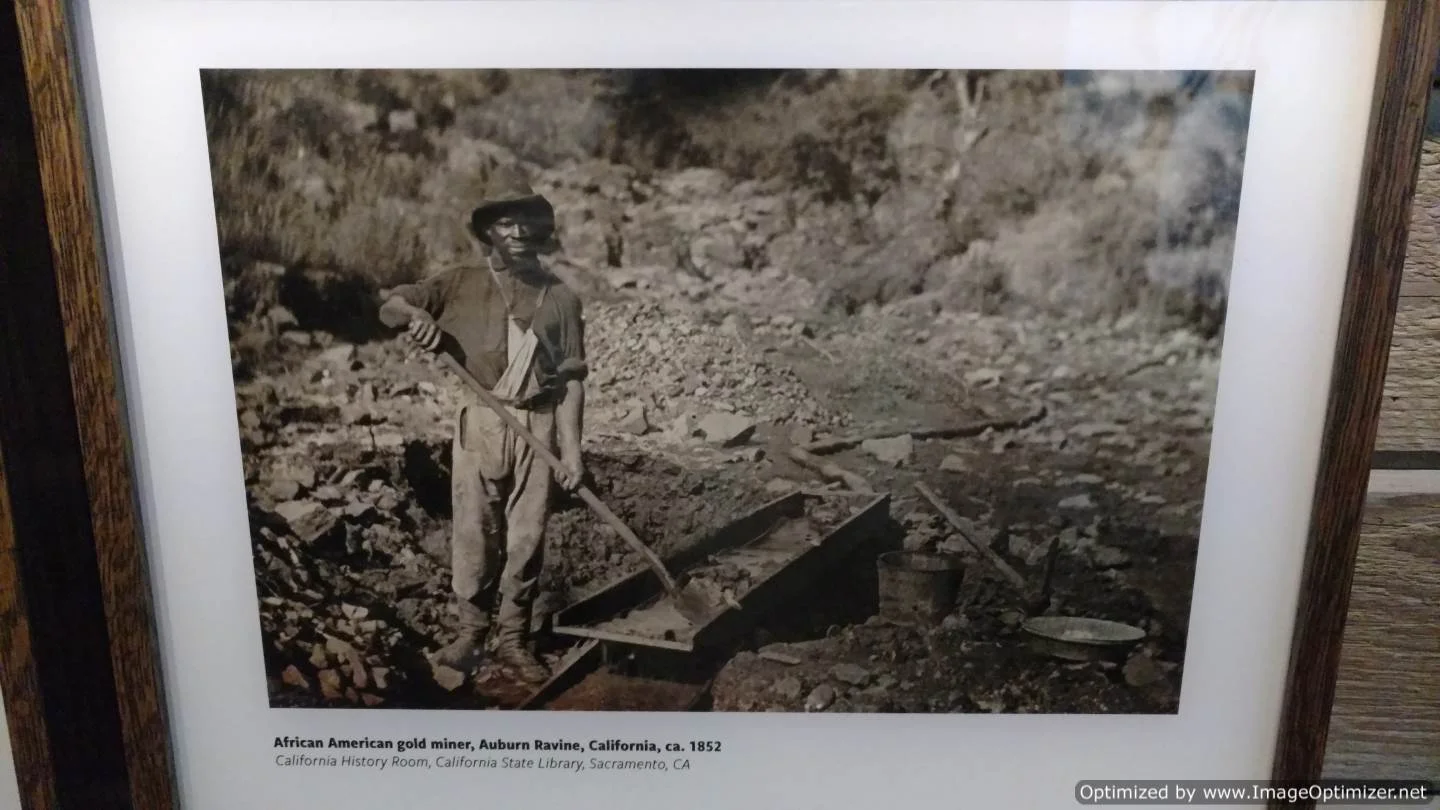 African American gold miner, Auburn Ravine, California, ca. 1852
California History Room, California State Library, Sacramento, CA
Optimized by www.ImageOptimizer.net